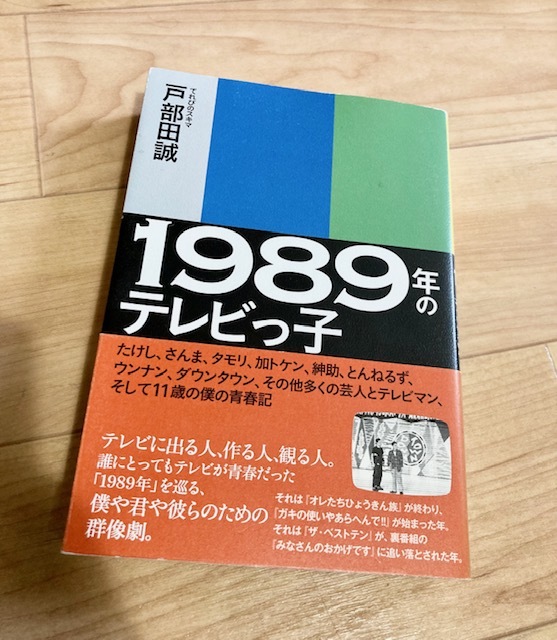 てれびのスキマ
戸部田誠
1989年の
テレビっ子
たけし、さんま、タモリ、加トケン、紳助、とんねるず、
ウンナン、ダウンタウン、その他多くの芸人とテレビマン、
そして11歳の僕の青春記
テレビに出る人、作る人、観る人。
誰にとってもテレビが青春だった
「1989年」を巡る、
僕や君や彼らのための
群像劇。
それは『オレたちひょうきん族』が終わり、
『ガキの使いやあらへんで!!』が始まった年。
それは『ザ・ベストテン』が、裏番組の
『みなさんのおかげです』に追い落とされた年。